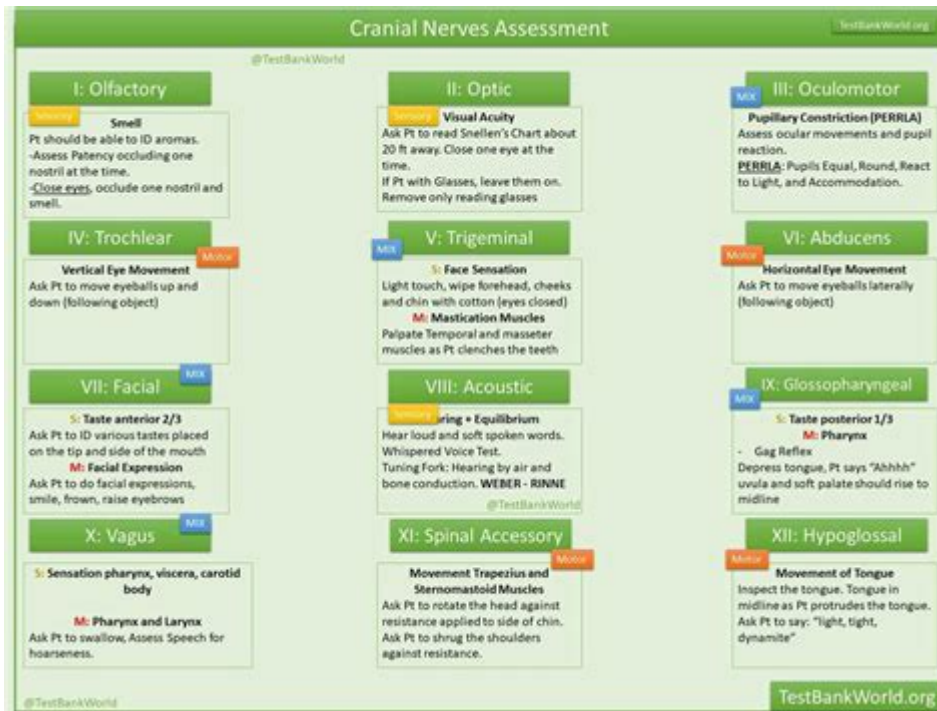 Cranial Nerves Assessment
TestBankWorld.org
@TestBankWorld
I: Olfactory
Sensory
Smell
Pt should be able to ID aromas.
-Assess Patency occluding one
nostril at the time.
-Close eyes, occlude one nostril and
smell.
II: Optic
Sensory
Visual Acuity
Ask Pt to read Snellen's Chart about
20 ft away. Close one eye at the
time.
If Pt with Glasses, leave them on.
Remove only reading glasses
III: Oculomotor
MIX
Pupillary Constriction (PERRLA)
Assess ocular movements and pupil
reaction.
PERRLA: Pupils Equal, Round, React
to Light, and Accommodation.
IV: Trochlear
Motor
Vertical Eye Movement
Ask Pt to move eyeballs up and
down (following object)
V: Trigeminal
MIX
S: Face Sensation
Light touch, wipe forehead, cheeks
and chin with cotton (eyes closed)
M: Mastication Muscles
Palpate Temporal and masseter
muscles as Pt clenches the teeth
VI: Abducens
Motor
Horizontal Eye Movement
Ask Pt to move eyeballs laterally
(following object)
VII: Facial
MIX
S: Taste anterior 2/3
Ask Pt to ID various tastes placed
on the tip and side of the mouth
M: Facial Expression
Ask Pt to do facial expressions,
smile, frown, raise eyebrows
VIII: Acoustic
Sensory
ring + Equilibrium
Hear loud and soft spoken words.
Whispered Voice Test.
Tuning Fork: Hearing by air and
bone conduction. WEBER - RINNE
@TestBankWorld
IX: Glossopharyngeal
MIX
S: Taste posterior 1/3
M: Pharynx
- Gag Reflex
Depress tongue, Pt says "Ahhhh"
uvula and soft palate should rise to
midline
X: Vagus
MIX
S: Sensation pharynx, viscera, carotid
body
M: Pharynx and Larynx
Ask Pt to swallow, Assess Speech for
hoarseness.
XI: Spinal Accessory
Motor
Movement Trapezius and
Sternomastoid Muscles
Ask Pt to rotate the head against
resistance applied to side of chin.
Ask Pt to shrug the shoulders
against resistance.
XII: Hypoglossal
Motor
Movement of Tongue
Inspect the tongue. Tongue in
midline as Pt protrudes the tongue.
Ask Pt to say: "light, tight,
dynamite"
@TestBankWorld
TestBankWorld.org